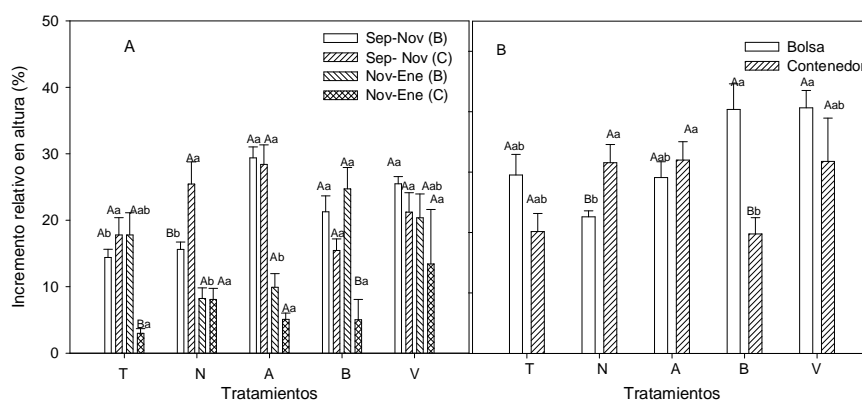 50
40
30
20
10
0
Incremento relativo en altura (%)
A
Sep-Nov (B)
Sep- Nov (C)
Nov-Ene (B)
Nov-Ene (C)
Ab
Aa
Aab
Ba
Bb
Aa
Ab
Aa
Aa
Aa
Ab
Aa
Aa
Aa
Aa
Ba
Aa
Aa
Aab
Aa
T
N
A
B
V
Tratamientos
B
Bolsa
Contenedor
Aab
Aab
Bb
Aa
Aab
Aa
Aa
Bb
Aa
Aab
T
N
A
B
V
Tratamientos